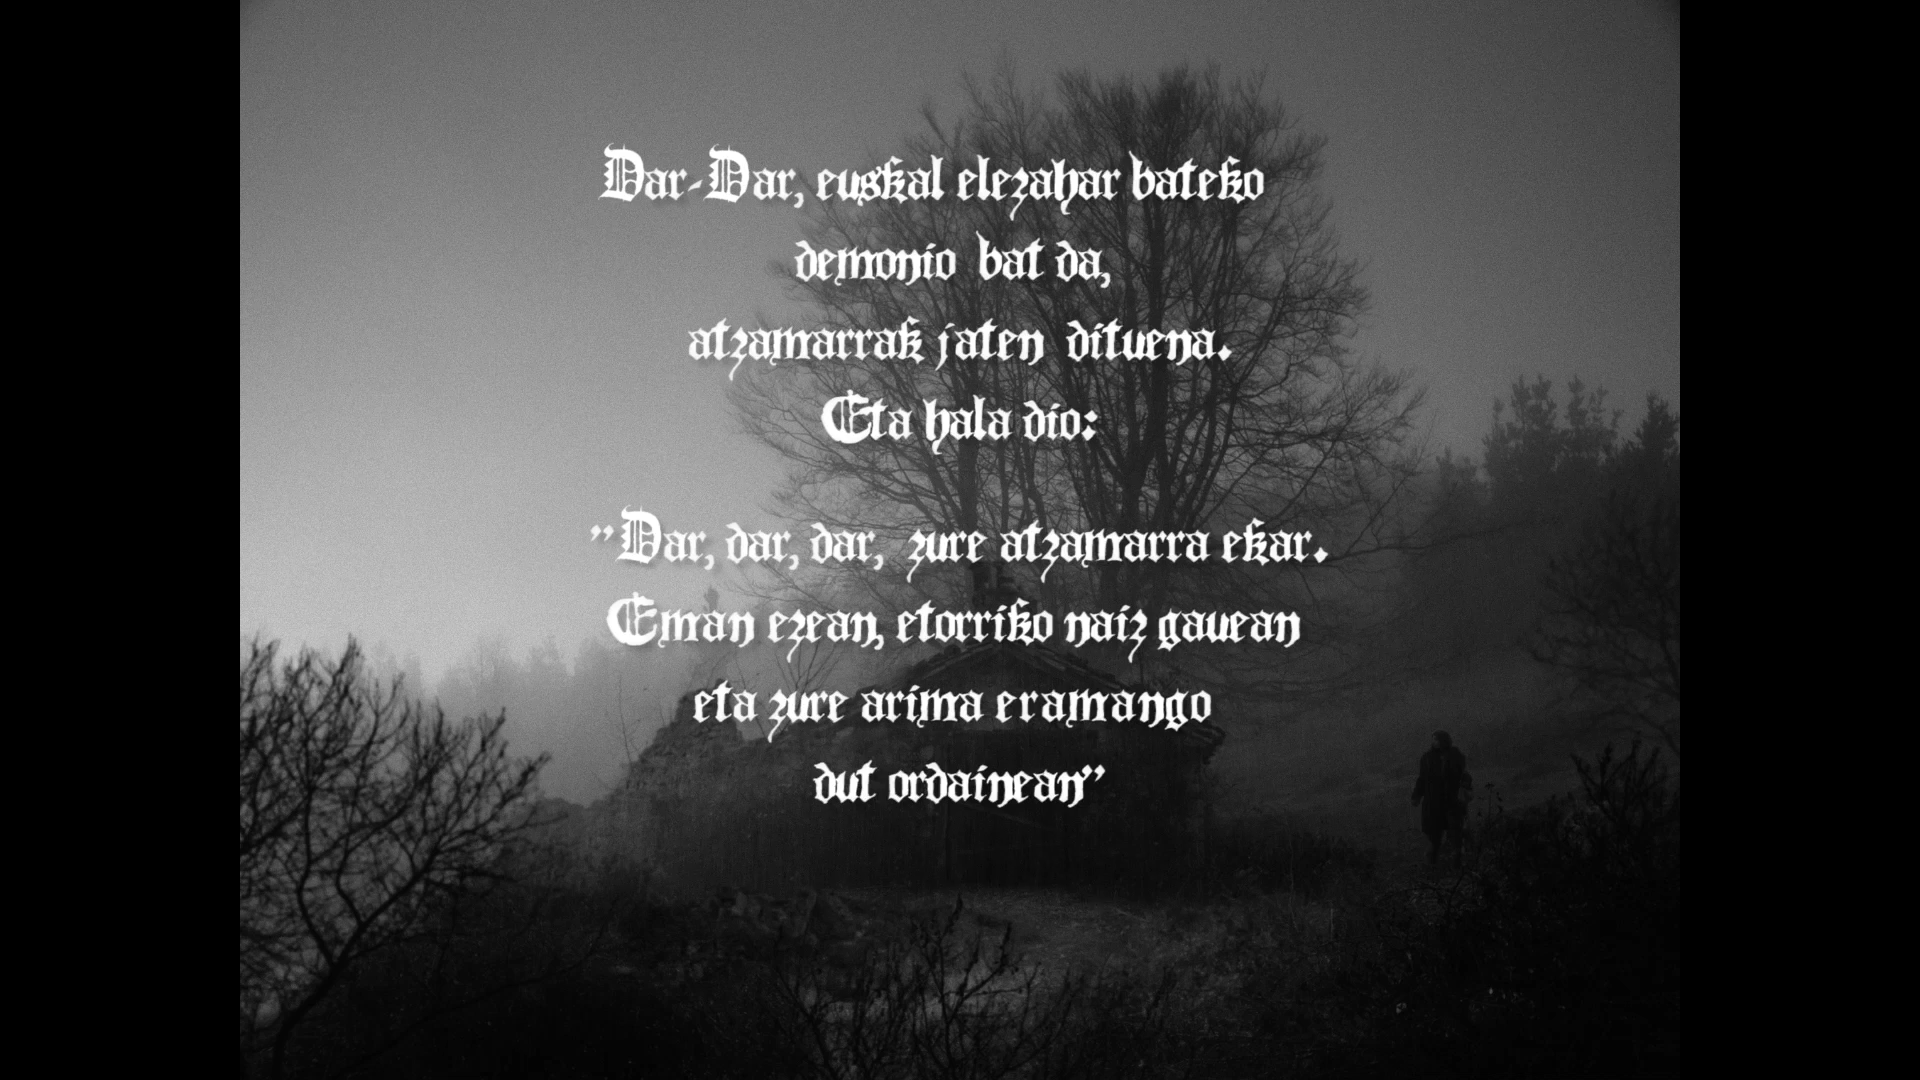 Dar-Dar, euskal elezahar bateko
demonio bat da,
atzamarrak jaten dituena.
Eta hala dio:
"Dar, dar, dar, zure atzamarra ekar.
Eman ezean, etorriko naiz gauean
eta zure arima eramango
dut ordainean"